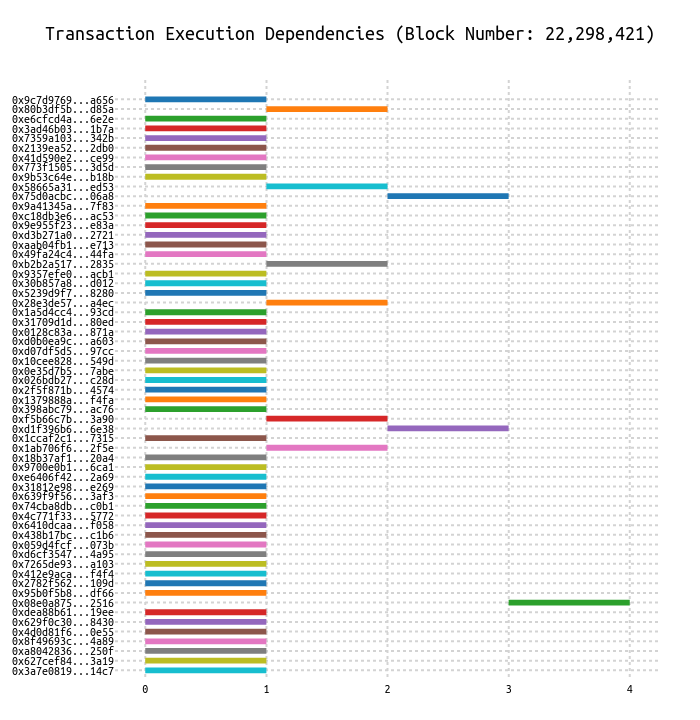 Transaction Execution Dependencies (Block Number: 22,298,421)
0x9c7d9769...a656
0x80b3df5b...d85a
0xe6cfcd4a...6e2e
0x3ad46b03...1b7a
0x7359a103...342b
0x2139ea52...2db0
0x41d590e2...ce99
0x773f1505...3d5d
0x9b53c64e...b18b
0x58665a31...ed53
0x75d0acbc...06a8
0x9a41345a...7f83
0xc18db3e6...ac53
0x9e955f23...e83a
0xd3b271a0...2721
0xaab04fb1...e713
0x49fa24c4...44fa
0xb2b2a517...2835
0x9357efe0...acb1
0x30b857a8...d012
0x5239d9f7...8280
0x28e3de57...a4ec
0x1a5d4cc4...93cd
0x31709d1d...80ed
0x0128c83a...871a
0xd0b0ea9c...a603
0xd07df5d5...97cc
0x10cee828...549d
0x0e35d7b5...7abe
0x026bdb27...c28d
0x2f5f871b...4574
0x1379888a...f4fa
0x398abc79...ac76
0xf5b66c7b...3a90
0xd1f396b6...6e38
0x1ccaf2c1...7315
0x1ab706f6...2f5e
0x18b37af1...20a4
0x9700e0b1...6ca1
0xe6406f42...2a69
0x31812e98...e269
0x639f9f56...3af3
0x74cba8db...c0b1
0x4c771f33...5772
0x6410dcaa...f058
0x438b17bc...c1b6
0x059d4fcf...073b
0xd6cf3547...4a95
0x7265de93...a103
0x412e9aca...f4f4
0x2782f562...109d
0x95b0f5b8...df66
0x08e0a875...2516
0xdea88b61...19ee
0x629f0c30...8430
0x4d0d81f6...0e55
0x8f49693c...4a89
0xa8042836...250f
0x627cef84...3a19
0x3a7e0819...14c7
0 1 2 3 4